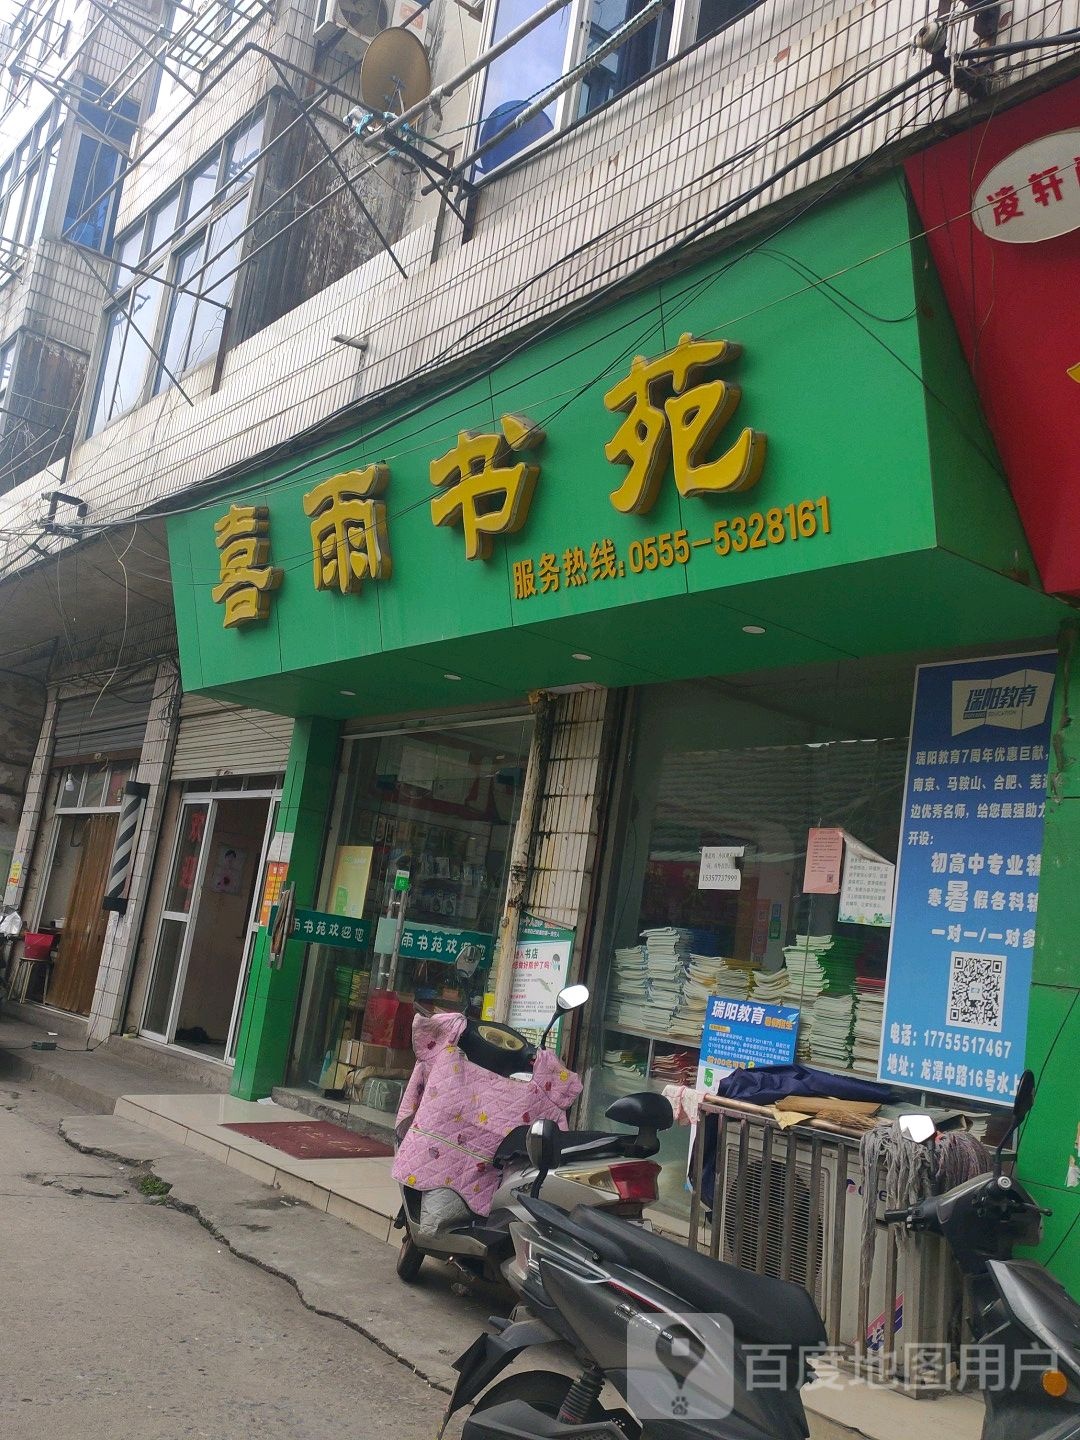 凌轩
喜雨书苑
服务热线:0555-5328161
瑞阳教育
瑞阳教育7周年优惠巨献,
南京、马鞍山、合肥、芜湖
边优秀名师,给您最强助力
开设:
初高中专业辅
寒暑假各科辅
一对一/一对多
电话:17755517467
地址:龙潭中路16号水上
15357737999
欢迎
雨书苑欢迎您
雨书苑欢迎您
书店
瑞阳教育
百度地图用户